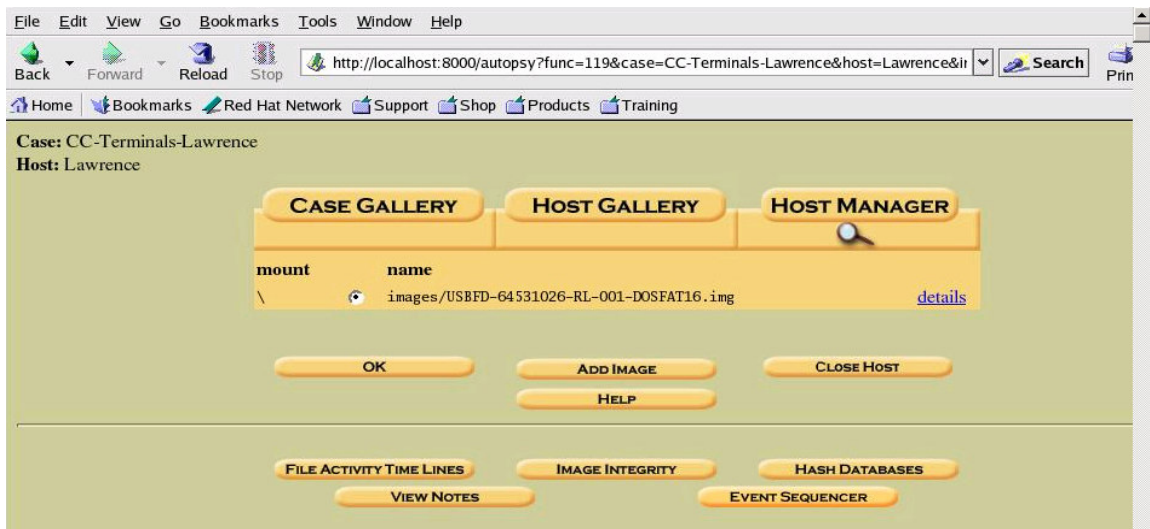 File Edit View Go Bookmarks Tools Window Help
Back Forward Reload Stop http://localhost:8000/autopsy?func=119&case=CC-Terminals-Lawrence&host=Lawrence&ir Search Prin
Home Bookmarks Red Hat Network Support Shop Products Training
Case: CC-Terminals-Lawrence
Host: Lawrence
CASE GALLERY HOST GALLERY HOST MANAGER
mount name
\ images/USBFD-64531026-RL-001-DOSFAT16.img details
OK ADD IMAGE CLOSE HOST
HELP
FILE ACTIVITY TIME LINES IMAGE INTEGRITY HASH DATABASES
VIEW NOTES EVENT SEQUENCER